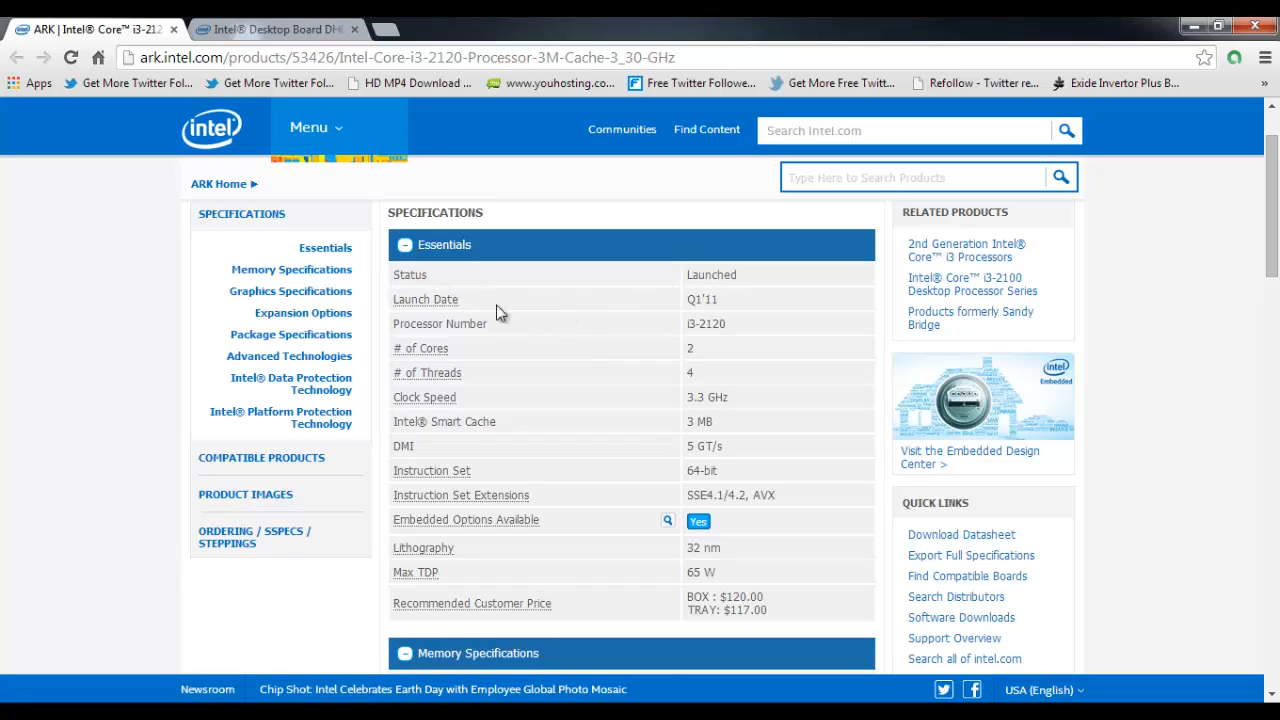 ARK | Intel® Core™ i3-212
Intel® Desktop Board DH
ark.intel.com/products/53426/Intel-Core-i3-2120-Processor-3M-Cache-3_30-GHz
Apps
Get More Twitter Fol...
Get More Twitter Fol...
HD MP4 Download ...
www.youhosting.co...
Free Twitter Followe...
Get More Free Twitt...
Refollow - Twitter re...
Exide Invertor Plus B...
»
intel
Menu
Communities
Find Content
Search Intel.com
ARK Home
Type Here to Search Products
SPECIFICATIONS
Essentials
Memory Specifications
Graphics Specifications
Expansion Options
Package Specifications
Advanced Technologies
Intel® Data Protection
Technology
Intel® Platform Protection
Technology
COMPATIBLE PRODUCTS
PRODUCT IMAGES
ORDERING / SSPECS /
STEPPINGS
SPECIFICATIONS
Essentials
Status Launched
Launch Date Q1'11
Processor Number i3-2120
# of Cores 2
# of Threads 4
Clock Speed 3.3 GHz
Intel® Smart Cache 3 MB
DMI 5 GT/s
Instruction Set 64-bit
Instruction Set Extensions SSE4.1/4.2, AVX
Embedded Options Available Yes
Lithography 32 nm
Max TDP 65 W
Recommended Customer Price BOX : $120.00
TRAY: $117.00
Memory Specifications
RELATED PRODUCTS
2nd Generation Intel®
Core™ i3 Processors
Intel® Core™ i3-2100
Desktop Processor Series
Products formerly Sandy
Bridge
intel
Embedded
Visit the Embedded Design
Center >
QUICK LINKS
Download Datasheet
Export Full Specifications
Find Compatible Boards
Search Distributors
Software Downloads
Support Overview
Search all of intel.com
Newsroom
Chip Shot: Intel Celebrates Earth Day with Employee Global Photo Mosaic
USA (English)